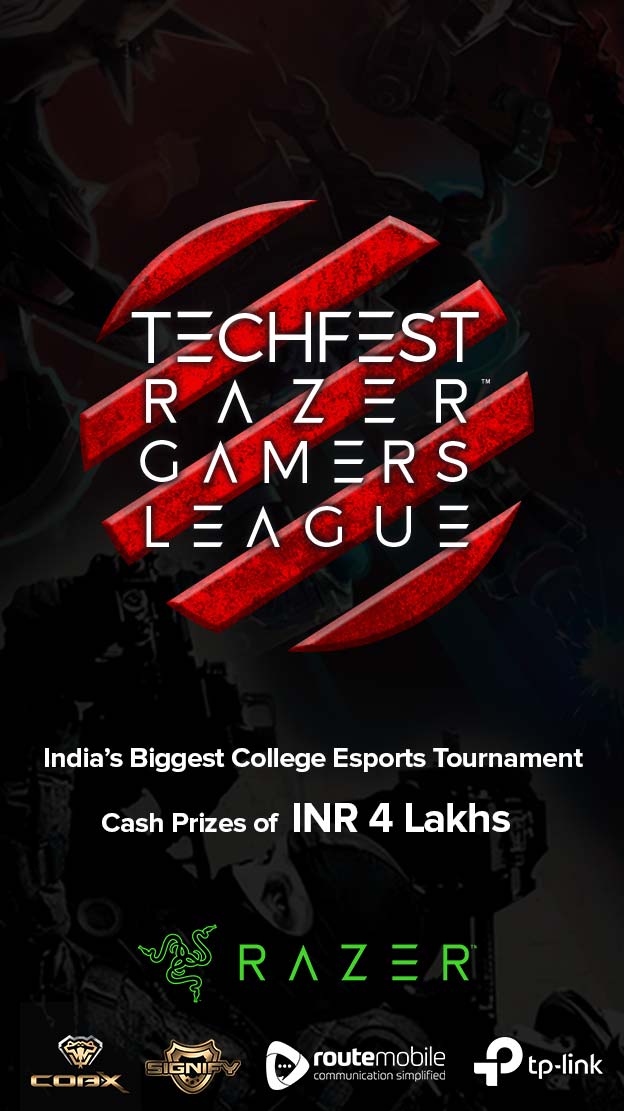 TECHFEST
RAZER™
GAMERS
LEAGUE
India's Biggest College Esports Tournament
Cash Prizes of INR 4 Lakhs
RAZER™
COBX
SIGNIFY
routemobile
communication simplified
tp-link